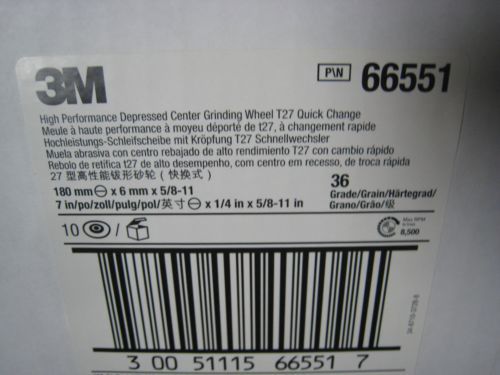 3M
P\N 66551
High Performance Depressed Center Grinding Wheel T27 Quick Change
Meule à haute performance à moyeu déporté de t27, à changement rapide
Hochleistungs-Schleifscheibe mit Kröpfung T27 Schnellwechsler
Muela abrasiva con centro rebajado de alto rendimiento T27 con cambio rápido
Rebolo de retífica t27 de alto desempenho, com centro em recesso, de troca rápida
27 型高性能钹形砂轮（快换式）
180 mm x 6 mm x 5/8-11
7 in/po/zoll/pulg/pol/英寸 x 1/4 in x 5/8-11 in
36
Grade/Grain/Härtegrad/
Grano/Grão/级
10 /
Max RPM
8,500
3 00 51115 66551 7